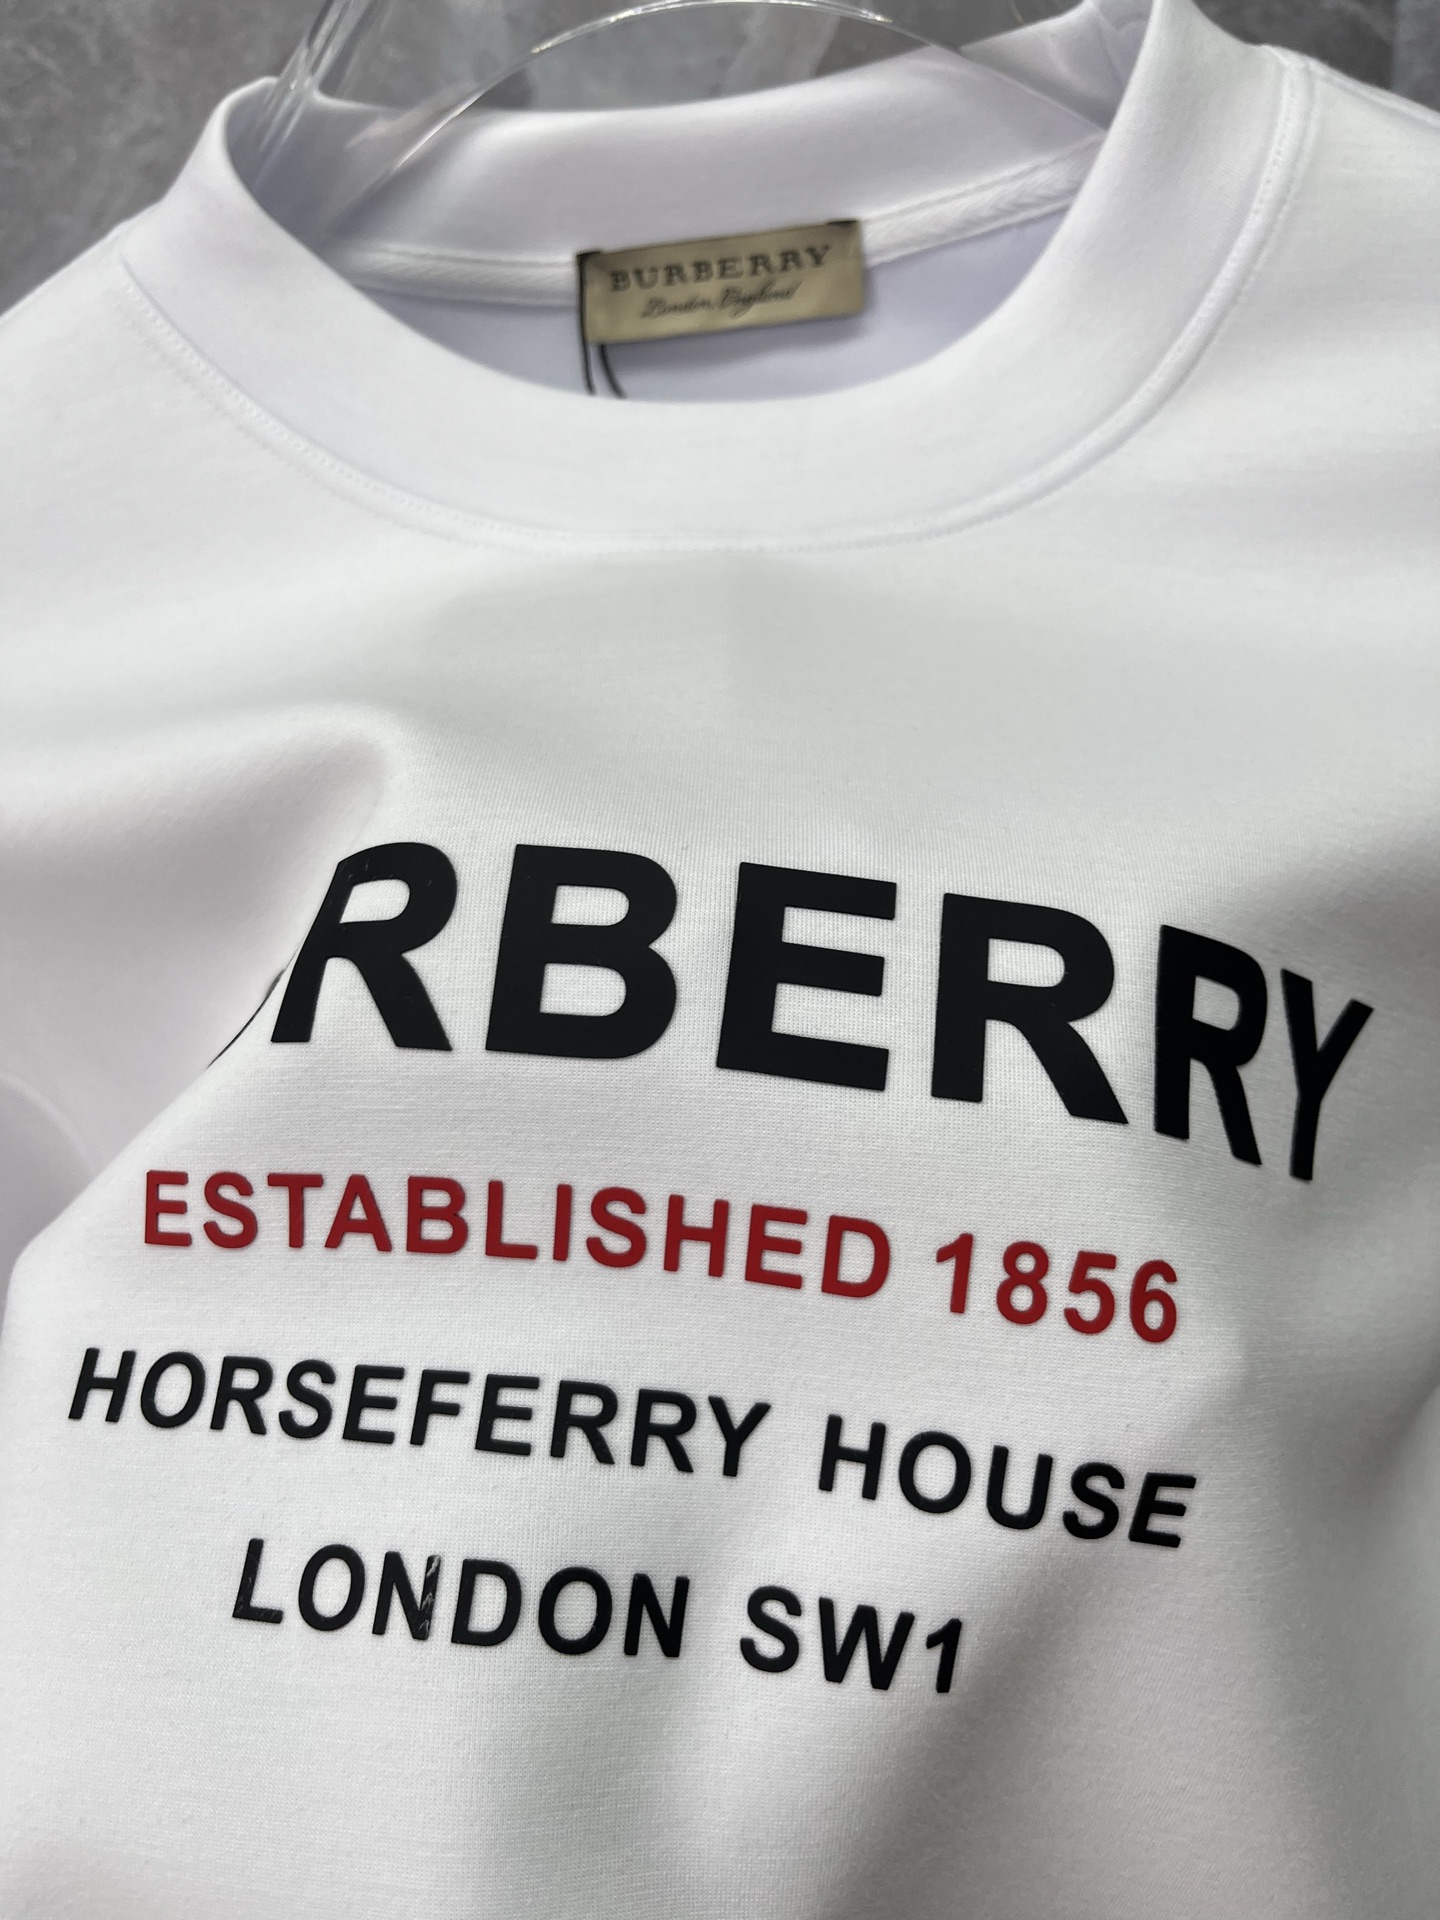 BURBERRY
London, England
RBERRY
ESTABLISHED 1856
HORSEFERRY HOUSE
LONDON SW1